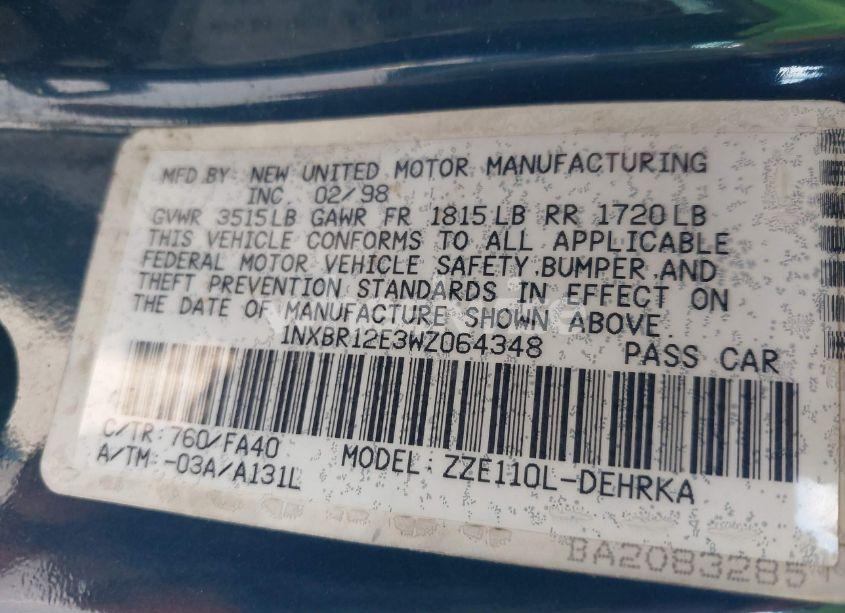 MFD.BY: NEW UNITED MOTOR MANUFACTURING
INC. 02/98
GVWR 3515LB GAWR FR 1815LB RR 1720LB
THIS VEHICLE CONFORMS TO ALL APPLICABLE
FEDERAL MOTOR VEHICLE SAFETY.BUMPER,AND
THEFT PREVENTION STANDARDS IN EFFECT ON
THE DATE OF MANUFACTURE SHOWN ABOVE.
1NXBR12E3WZ064348 PASS CAR
C/TR:760/FA40
A/TM:-03A/A131L MODEL: ZZE110L-DEHRKA
BA2083285